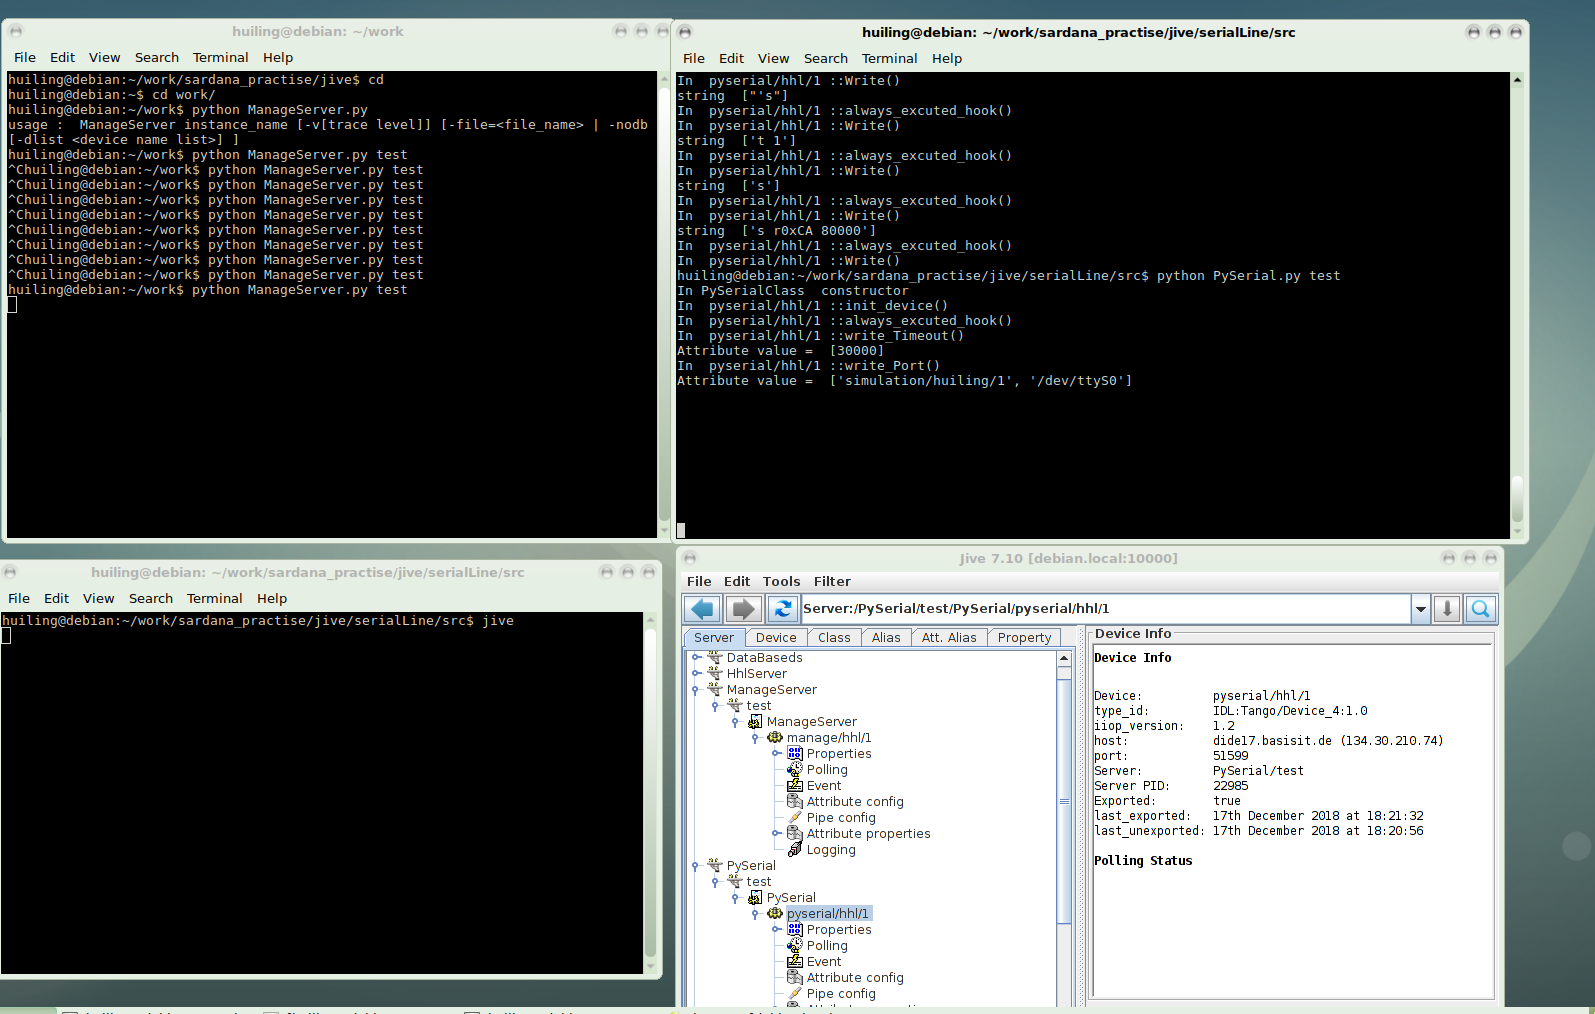 huiling@debian: ~/work
File Edit View Search Terminal Help
huiling@debian:~/work/sardana_practise/jive$ cd
huiling@debian:~$ cd work/
huiling@debian:~/work$ python ManageServer.py
usage :  ManageServer instance_name [-v[trace level]] [-file=<file_name> | -nodb
[-dlist <device name list>] ]
huiling@debian:~/work$ python ManageServer.py test
^Chuiling@debian:~/work$ python ManageServer.py test
^Chuiling@debian:~/work$ python ManageServer.py test
^Chuiling@debian:~/work$ python ManageServer.py test
^Chuiling@debian:~/work$ python ManageServer.py test
^Chuiling@debian:~/work$ python ManageServer.py test
^Chuiling@debian:~/work$ python ManageServer.py test
^Chuiling@debian:~/work$ python ManageServer.py test
^Chuiling@debian:~/work$ python ManageServer.py test
huiling@debian:~/work$ python ManageServer.py test
huiling@debian: ~/work/sardana_practise/jive/serialLine/src
File Edit View Search Terminal Help
In  pyserial/hhl/1 ::Write()
string  ["'s"]
In  pyserial/hhl/1 ::always_excuted_hook()
In  pyserial/hhl/1 ::Write()
string  ['t 1']
In  pyserial/hhl/1 ::always_excuted_hook()
In  pyserial/hhl/1 ::Write()
string  ['s']
In  pyserial/hhl/1 ::always_excuted_hook()
In  pyserial/hhl/1 ::Write()
string  ['s r0xCA 80000']
In  pyserial/hhl/1 ::always_excuted_hook()
In  pyserial/hhl/1 ::Write()
huiling@debian:~/work/sardana_practise/jive/serialLine/src$ python PySerial.py test
In PySerialClass  constructor
In  pyserial/hhl/1 ::init_device()
In  pyserial/hhl/1 ::always_excuted_hook()
In  pyserial/hhl/1 ::write_Timeout()
Attribute value =  [30000]
In  pyserial/hhl/1 ::write_Port()
Attribute value =  ['simulation/huiling/1', '/dev/ttyS0']
huiling@debian: ~/work/sardana_practise/jive/serialLine/src
File Edit View Search Terminal Help
huiling@debian:~/work/sardana_practise/jive/serialLine/src$ jive
Jive 7.10 [debian.local:10000]
File Edit Tools Filter
Server:/PySerial/test/PySerial/pyserial/hhl/1
Server Device Class Alias Att. Alias Property
DataBaseds
HhlServer
ManageServer
test
ManageServer
manage/hhl/1
Properties
Polling
Event
Attribute config
Pipe config
Attribute properties
Logging
PySerial
test
PySerial
pyserial/hhl/1
Properties
Polling
Event
Attribute config
Pipe config
Device Info
Device Info
Device: pyserial/hhl/1
type_id: IDL:Tango/Device_4:1.0
iiop_version: 1.2
host: dide17.basisit.de (134.30.210.74)
port: 51599
Server: PySerial/test
Server PID: 22985
Exported: true
last_exported: 17th December 2018 at 18:21:32
last_unexported: 17th December 2018 at 18:20:56
Polling Status